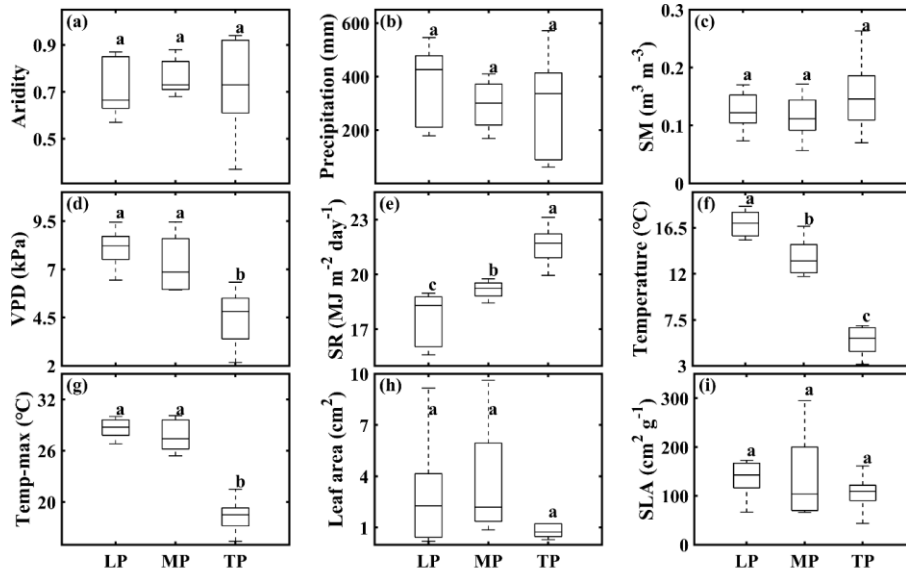 (a)
a
a
a
0.9
0.7
0.5
Aridity
(b)
a
a
a
600
400
200
Precipitation (mm)
(c)
a
a
a
0.3
0.2
0.1
0
SM (m³ m⁻³)
(d)
a
a
b
9.5
7
4.5
2
VPD (kPa)
(e)
c
b
a
21
19
17
SR (MJ m⁻² day⁻¹)
(f)
a
b
c
16.5
12
7.5
3
Temperature (°C)
(g)
a
a
b
32
26
20
Temp-max (°C)
LP MP TP
(h)
a
a
a
10
7
4
1
Leaf area (cm²)
LP MP TP
(i)
a
a
a
300
200
100
0
SLA (cm² g⁻¹)
LP MP TP